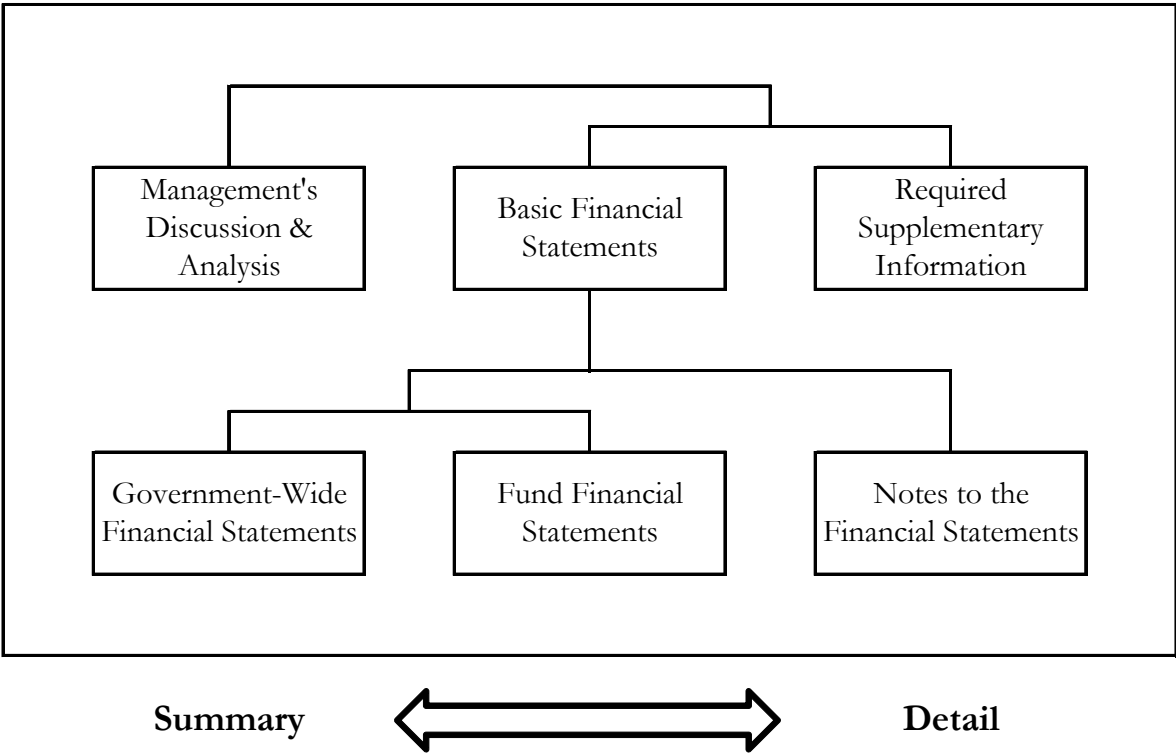 Management's
Discussion &
Analysis
Basic Financial
Statements
Required
Supplementary
Information
Government-Wide
Financial Statements
Fund Financial
Statements
Notes to the
Financial Statements
Summary
Detail